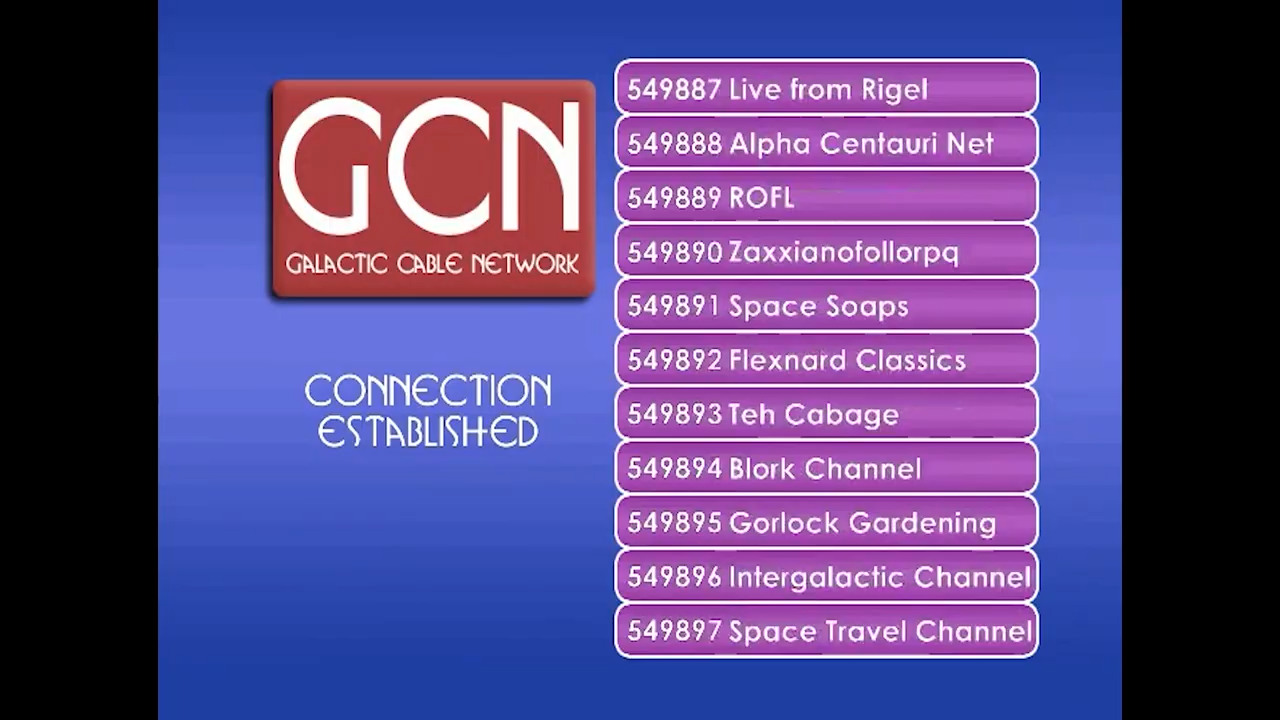 GCN
GALACTIC CABLE NETWORK
CONNECTION
ESTABLISHED
549887 Live from Rigel
549888 Alpha Centauri Net
549889 ROFL
549890 Zaxxianofollorpq
549891 Space Soaps
549892 Flexnard Classics
549893 Teh Cabage
549894 Blork Channel
549895 Gorlock Gardening
549896 Intergalactic Channel
549897 Space Travel Channel